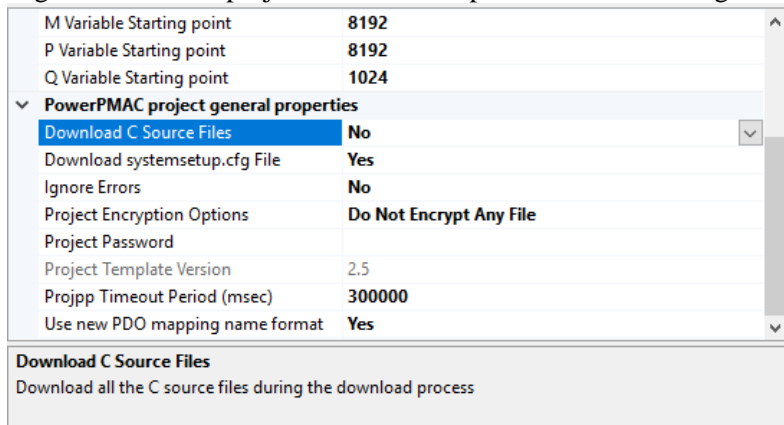 M Variable Starting point 8192
P Variable Starting point 8192
Q Variable Starting point 1024
PowerPMAC project general properties
Download C Source Files No
Download systemsetup.cfg File Yes
Ignore Errors No
Project Encryption Options Do Not Encrypt Any File
Project Password
Project Template Version 2.5
Projpp Timeout Period (msec) 300000
Use new PDO mapping name format Yes
Download C Source Files
Download all the C source files during the download process